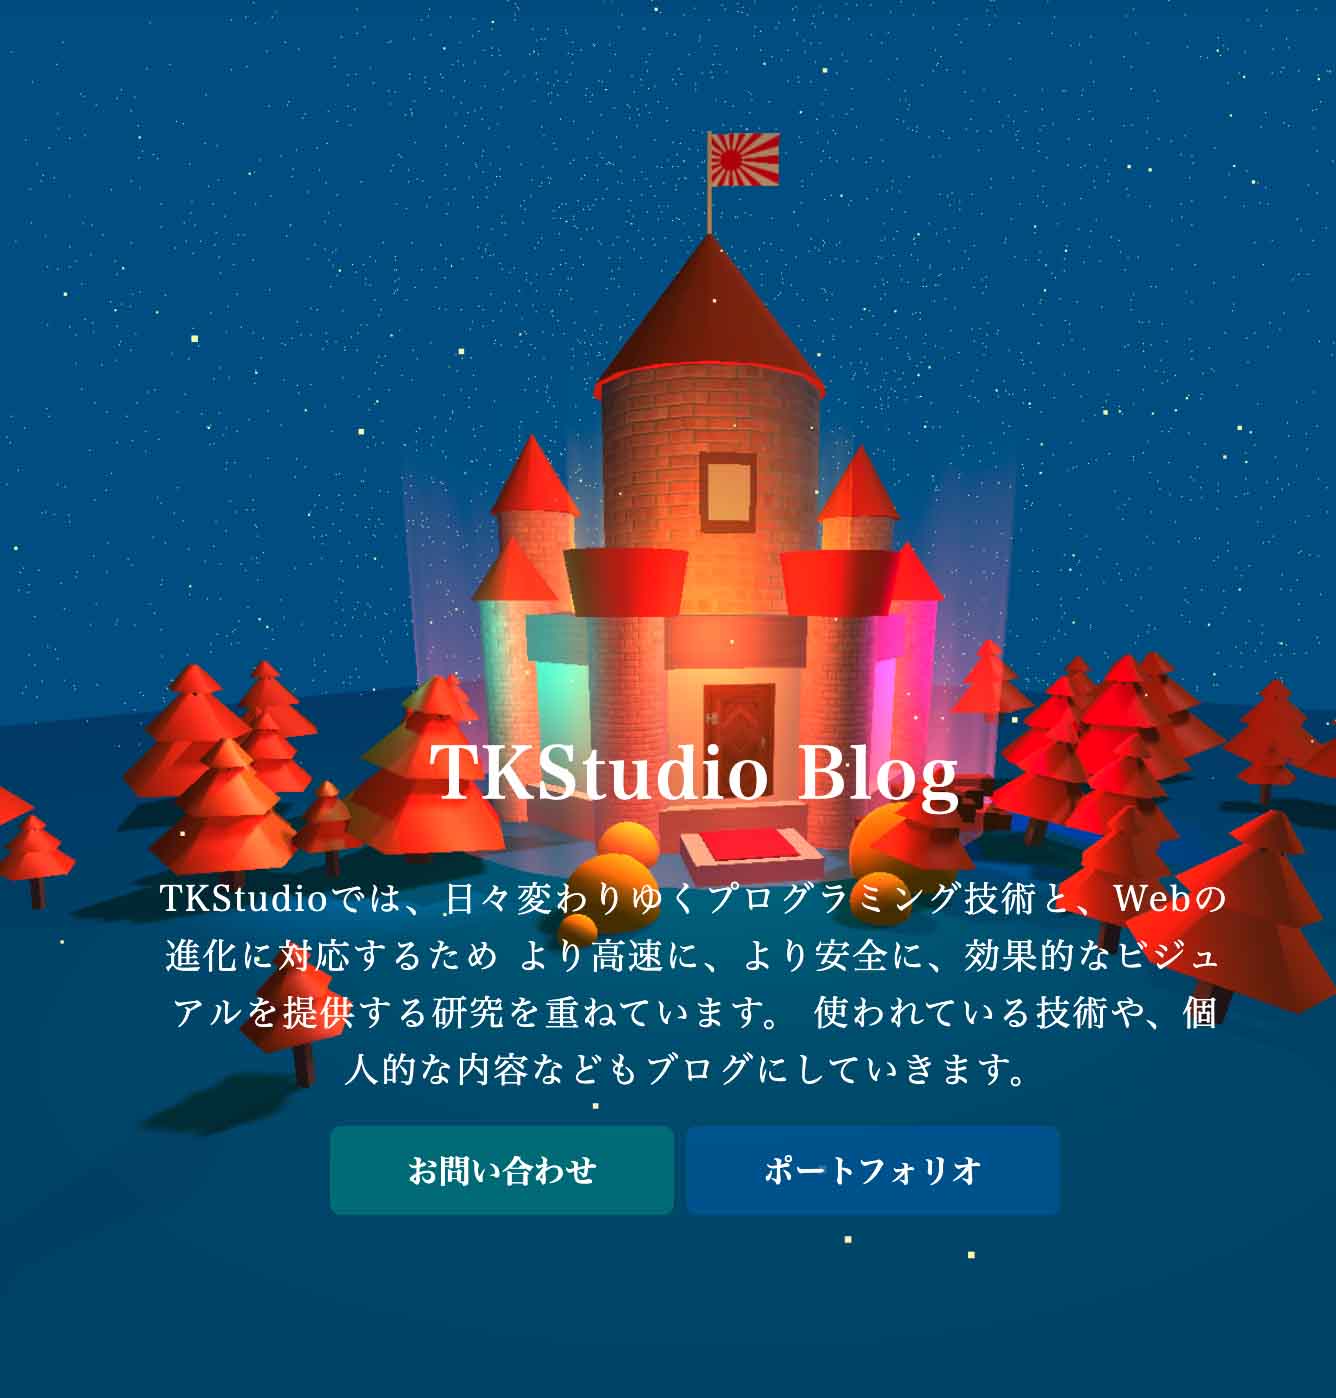 TKStudio Blog
TKStudioでは、日々変わりゆくプログラミング技術と、Webの
進化に対応するため より高速に、より安全に、効果的なビジュ
アルを提供する研究を重ねています。 使われている技術や、個
人的な内容などもブログにしていきます。
お問い合わせ
ポートフォリオ